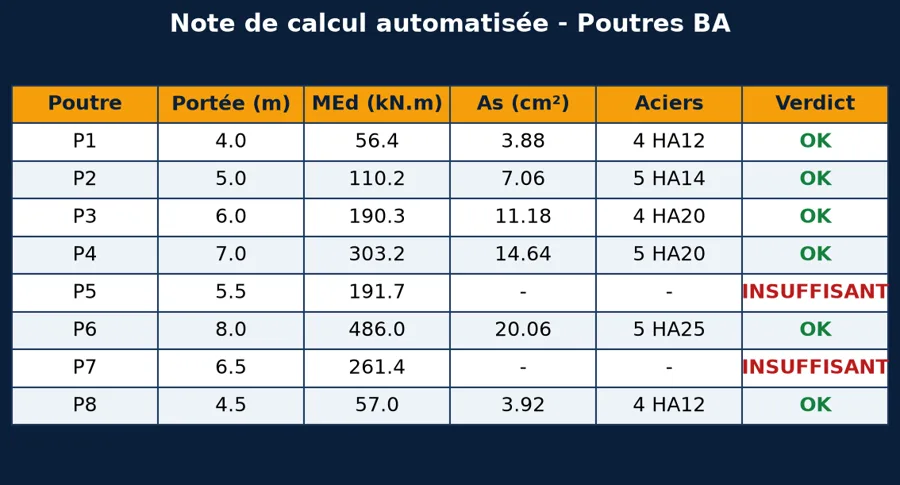 Note de calcul automatisée - Poutres BA
Poutre Portée (m) MEd (kN.m) As (cm²) Aciers Verdict
P1 4.0 56.4 3.88 4 HA12 OK
P2 5.0 110.2 7.06 5 HA14 OK
P3 6.0 190.3 11.18 4 HA20 OK
P4 7.0 303.2 14.64 5 HA20 OK
P5 5.5 191.7 - - INSUFFISANT
P6 8.0 486.0 20.06 5 HA25 OK
P7 6.5 261.4 - - INSUFFISANT
P8 4.5 57.0 3.92 4 HA12 OK